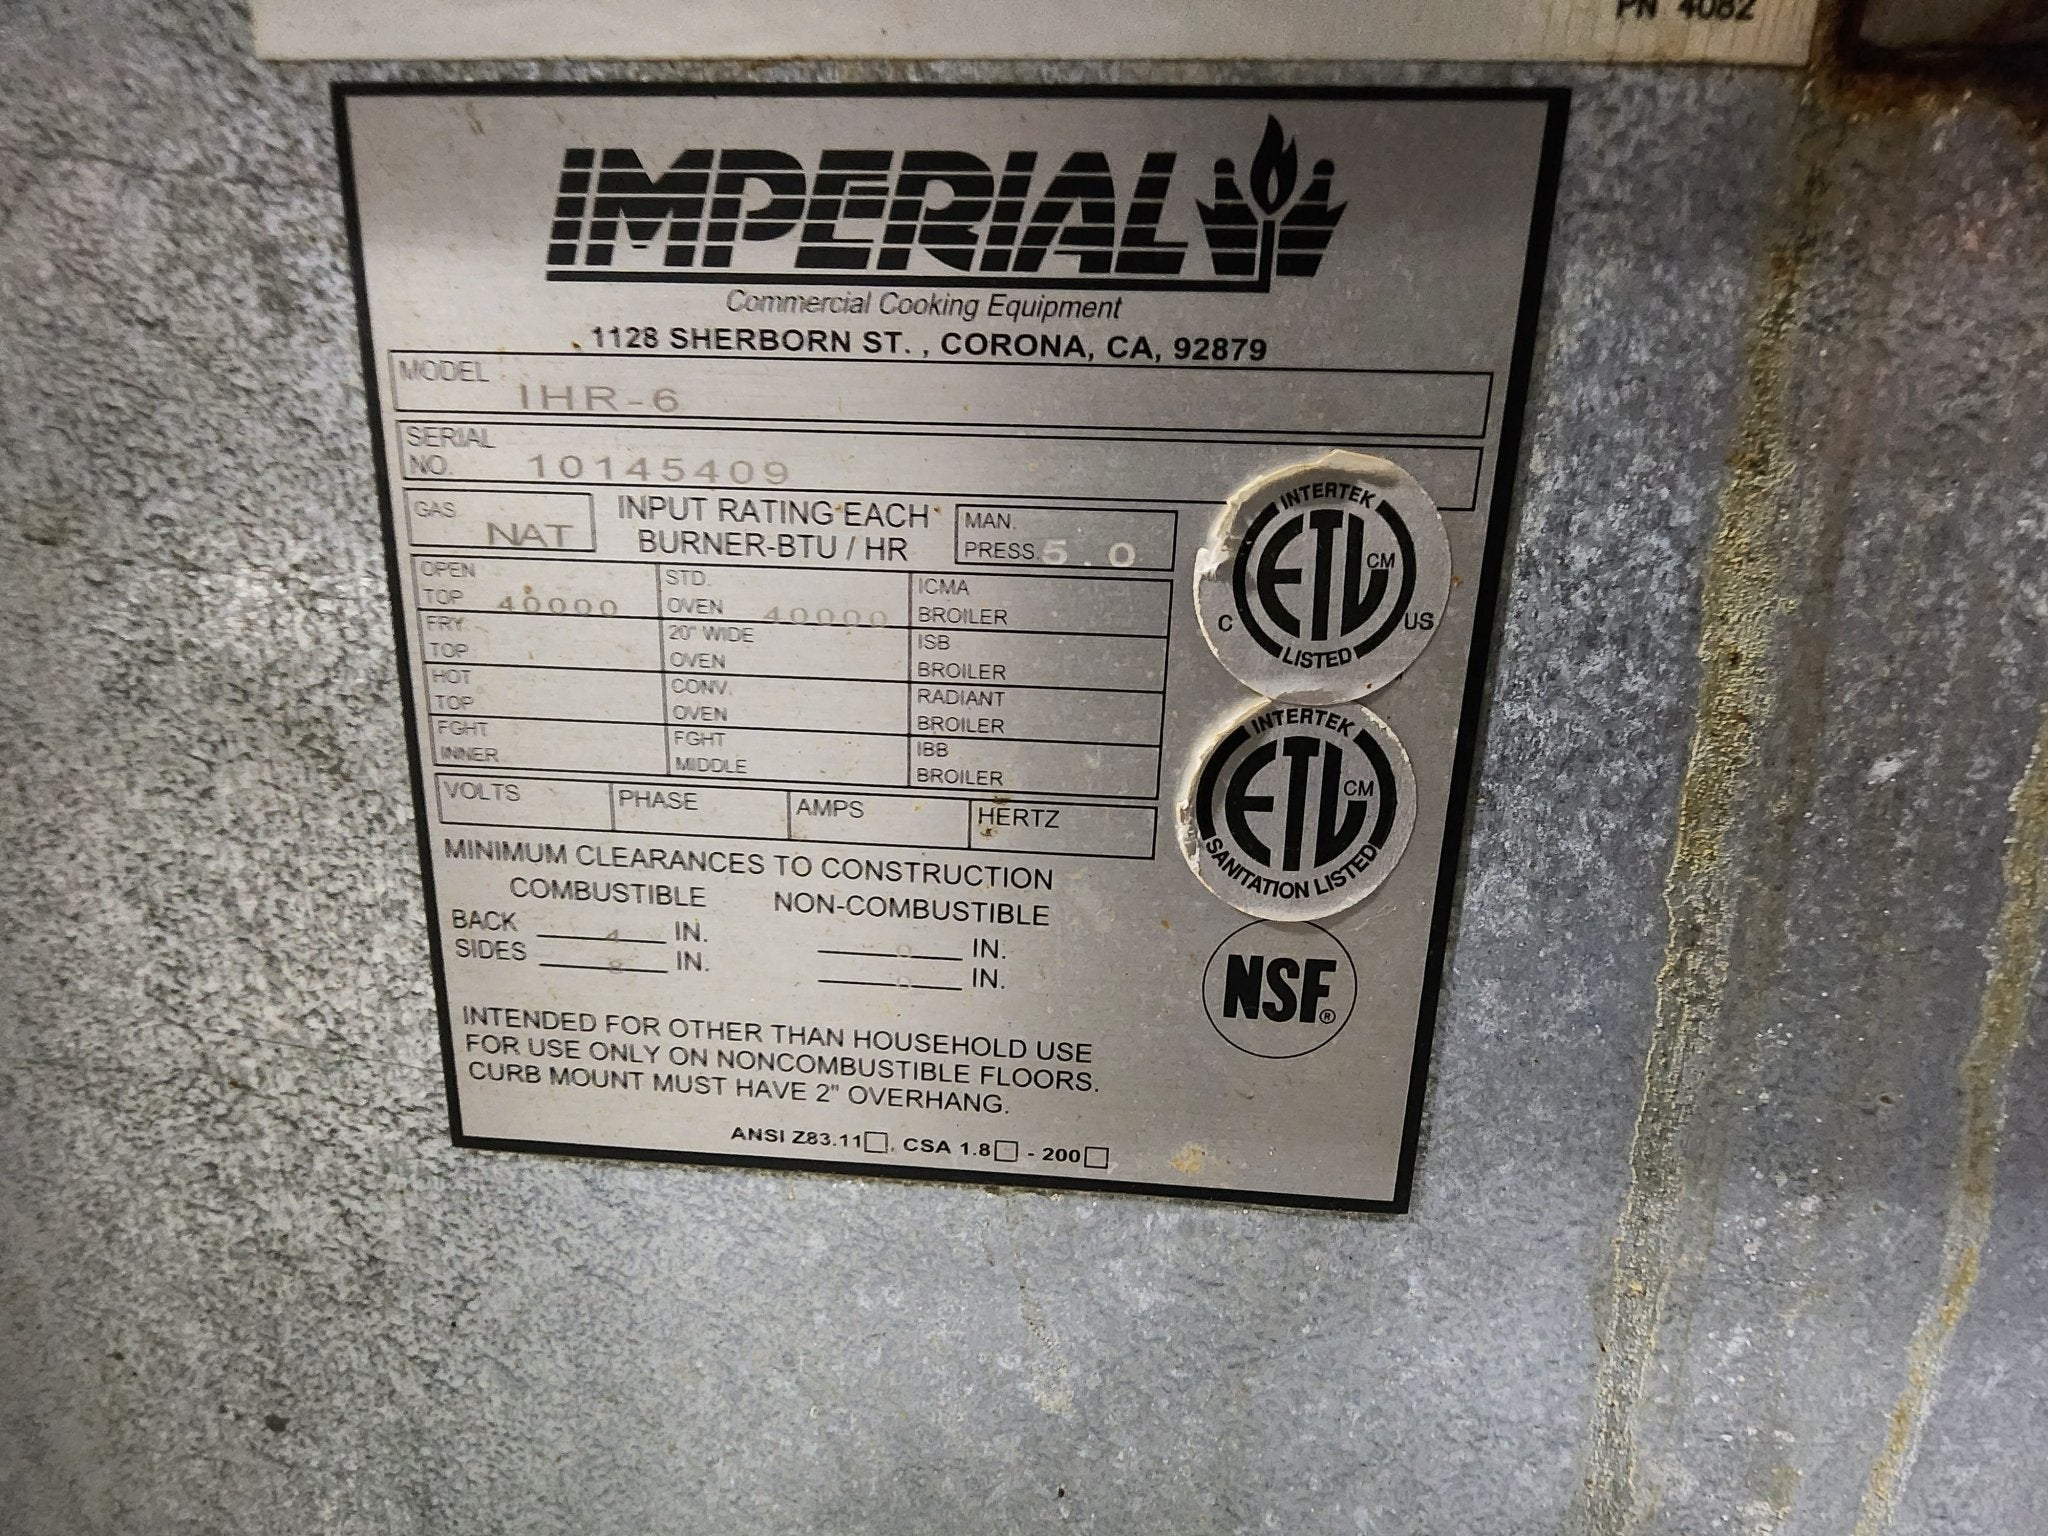 PN 4082
IMPERIAL
Commercial Cooking Equipment
1128 SHERBORN ST. , CORONA, CA, 92879
MODEL IHR-6
SERIAL
NO. 10145409
GAS NAT
INPUT RATING EACH
BURNER-BTU / HR
MAN.
PRESS. 5.0
OPEN
TOP 40000
STD.
OVEN 40000
ICMA
BROILER
FRY
TOP
20" WIDE
OVEN
ISB
BROILER
HOT
TOP
CONV.
OVEN
RADIANT
BROILER
FGHT
INNER
FGHT
MIDDLE
IBB
BROILER
VOLTS PHASE AMPS HERTZ
INTERTEK
ETL CM
C US
LISTED
INTERTEK
ETL CM
SANITATION LISTED
NSF®
MINIMUM CLEARANCES TO CONSTRUCTION
COMBUSTIBLE NON-COMBUSTIBLE
BACK 4 IN. 0 IN.
SIDES 8 IN. 0 IN.
INTENDED FOR OTHER THAN HOUSEHOLD USE
FOR USE ONLY ON NONCOMBUSTIBLE FLOORS.
CURB MOUNT MUST HAVE 2" OVERHANG.
ANSI Z83.11☐. CSA 1.8☐ - 200☐